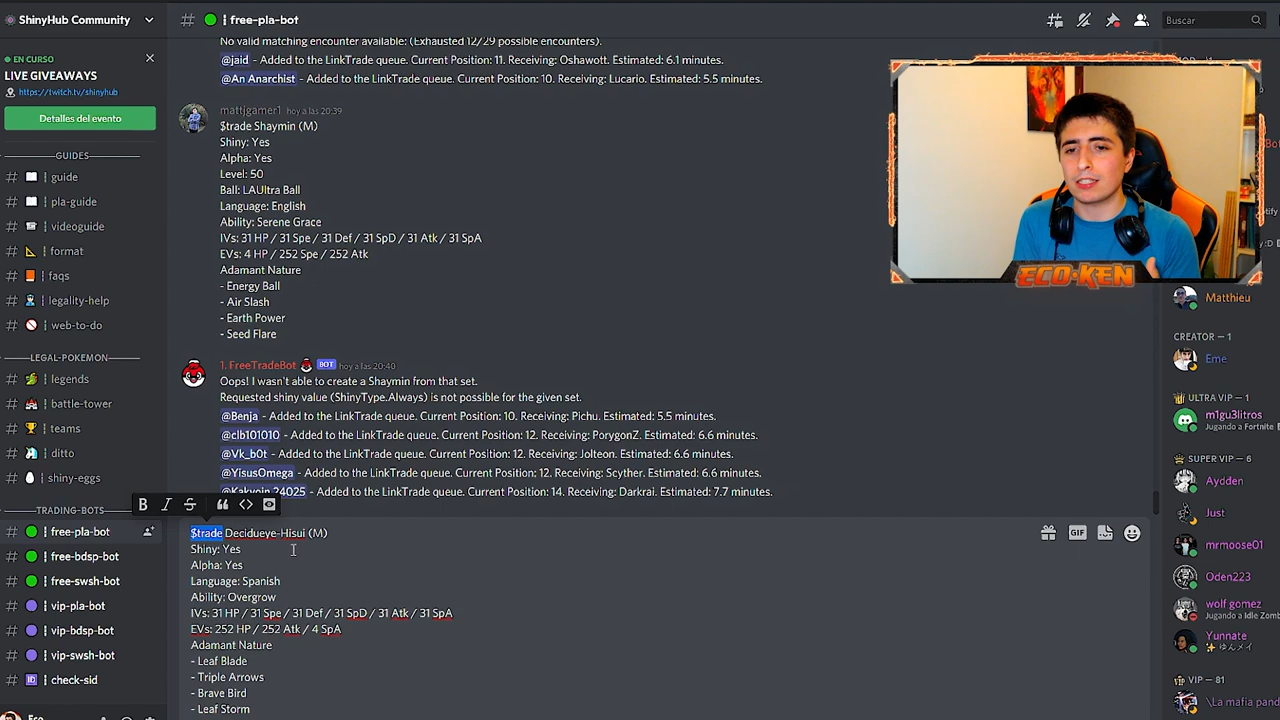 ShinyHub Community
EN CURSO
LIVE GIVEAWAYS
https://twitch.tv/shinyhub
Detalles del evento
GUIDES
guide
pla-guide
videoguide
format
faqs
legality-help
web-to-do
LEGAL-POKEMON
legends
battle-tower
teams
ditto
shiny-eggs
TRADING-BOTS
free-pla-bot
free-bdsp-bot
free-swsh-bot
vip-pla-bot
vip-bdsp-bot
vip-swsh-bot
check-sid
free-pla-bot
Buscar
No valid matching encounter available: (Exhausted 12/29 possible encounters).
@jaid - Added to the LinkTrade queue. Current Position: 11. Receiving: Oshawott. Estimated: 6.1 minutes.
@An Anarchist - Added to the LinkTrade queue. Current Position: 10. Receiving: Lucario. Estimated: 5.5 minutes.
mattjgamer1 hoy a las 20:39
$trade Shaymin (M)
Shiny: Yes
Alpha: Yes
Level: 50
Ball: LAUltra Ball
Language: English
Ability: Serene Grace
IVs: 31 HP / 31 Spe / 31 Def / 31 SpD / 31 Atk / 31 SpA
EVs: 4 HP / 252 Spe / 252 Atk
Adamant Nature
- Energy Ball
- Air Slash
- Earth Power
- Seed Flare
1. FreeTradeBot BOT hoy a las 20:40
Oops! I wasn't able to create a Shaymin from that set.
Requested shiny value (ShinyType.Always) is not possible for the given set.
@Benja - Added to the LinkTrade queue. Current Position: 10. Receiving: Pichu. Estimated: 5.5 minutes.
@clb101010 - Added to the LinkTrade queue. Current Position: 12. Receiving: PorygonZ. Estimated: 6.6 minutes.
@Vk_b0t - Added to the LinkTrade queue. Current Position: 12. Receiving: Jolteon. Estimated: 6.6 minutes.
@YisusOmega - Added to the LinkTrade queue. Current Position: 12. Receiving: Scyther. Estimated: 6.6 minutes.
@Kakyoin 24025 - Added to the LinkTrade queue. Current Position: 14. Receiving: Darkrai. Estimated: 7.7 minutes.
B I S
$trade Decidueye-Hisui (M)
Shiny: Yes
Alpha: Yes
Language: Spanish
Ability: Overgrow
IVs: 31 HP / 31 Spe / 31 Def / 31 SpD / 31 Atk / 31 SpA
EVs: 252 HP / 252 Atk / 4 SpA
Adamant Nature
- Leaf Blade
- Triple Arrows
- Brave Bird
- Leaf Storm
GIF
ECO-KEN
Matthieu
CREATOR — 1
Eme
ULTRA VIP — 1
m1gu3litros
Jugando a Fortnite
SUPER VIP — 6
Aydden
Just
mrmoose01
Oden223
wolf gomez
Jugando a Idle Zomb
Yunnate
ゆんメイ
VIP — 81
\La mafia pand